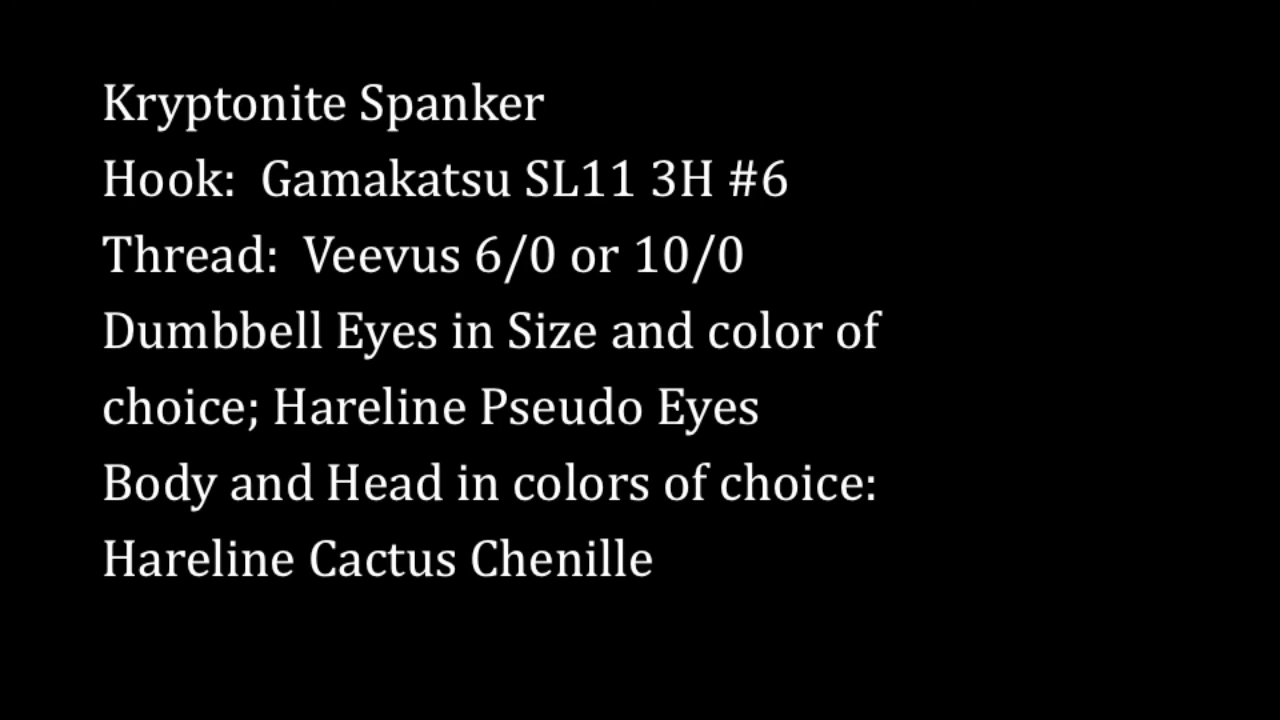 Kryptonite Spanker
Hook:  Gamakatsu SL11 3H #6
Thread:  Veevus 6/0 or 10/0
Dumbbell Eyes in Size and color of
choice; Hareline Pseudo Eyes
Body and Head in colors of choice:
Hareline Cactus Chenille